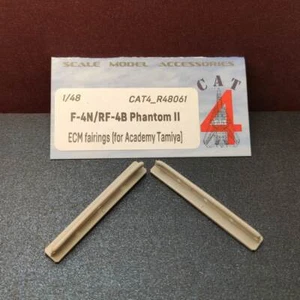 SCALE MODEL ACCESSORIES
1/48 CAT4_R48061
F-4N/RF-4B Phantom II
ECM fairings (for Academy Tamiya)
CAT
4